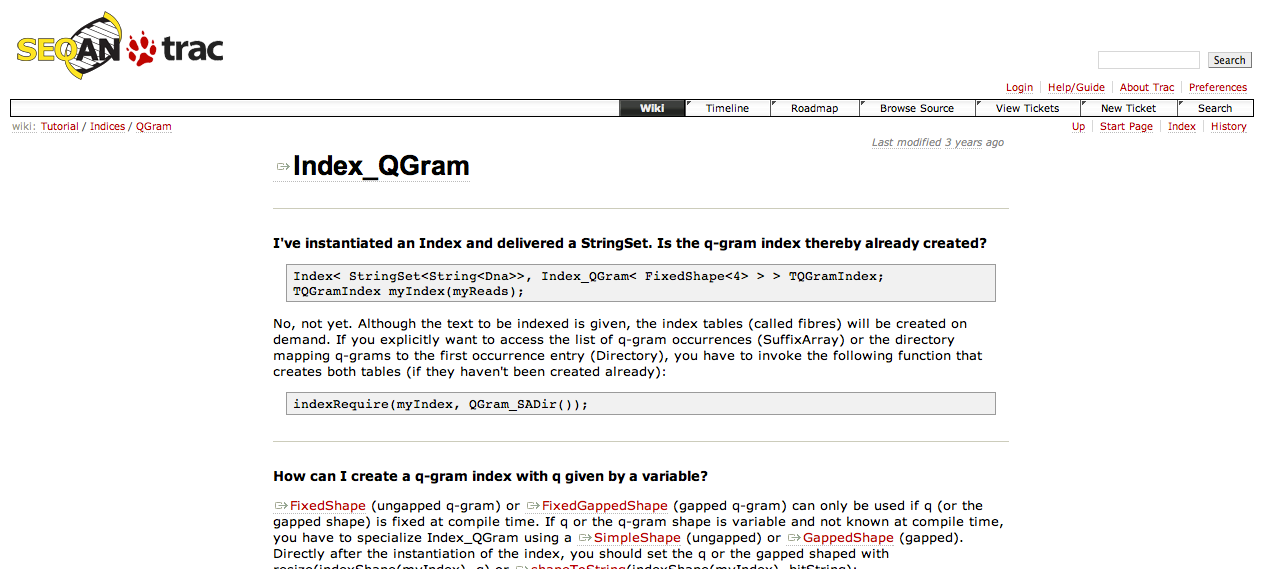 SEQAN trac
Search
Login Help/Guide About Trac Preferences
Wiki Timeline Roadmap Browse Source View Tickets New Ticket Search
wiki: Tutorial / Indices / QGram
Up Start Page Index History
Last modified 3 years ago
Index_QGram
I've instantiated an Index and delivered a StringSet. Is the q-gram index thereby already created?
Index< StringSet<String<Dna>>, Index_QGram< FixedShape<4> > > TQGramIndex;
TQGramIndex myIndex(myReads);
No, not yet. Although the text to be indexed is given, the index tables (called fibres) will be created on
demand. If you explicitly want to access the list of q-gram occurrences (SuffixArray) or the directory
mapping q-grams to the first occurrence entry (Directory), you have to invoke the following function that
creates both tables (if they haven't been created already):
indexRequire(myIndex, QGram_SADir());
How can I create a q-gram index with q given by a variable?
FixedShape (ungapped q-gram) or FixedGappedShape (gapped q-gram) can only be used if q (or the
gapped shape) is fixed at compile time. If q or the q-gram shape is variable and not known at compile time,
you have to specialize Index_QGram using a SimpleShape (ungapped) or GappedShape (gapped).
Directly after the instantiation of the index, you should set the q or the gapped shaped with
resize(indexShape(myIndex), q) or shapeToString(indexShape(myIndex), bitString):